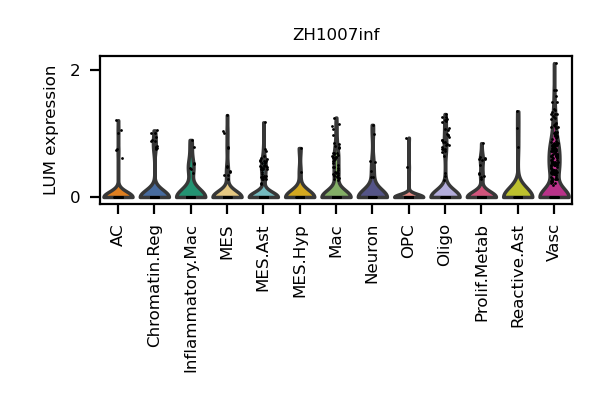 ZH1007inf
LUM expression
2
0
AC
Chromatin.Reg
Inflammatory.Mac
MES
MES.Ast
MES.Hyp
Mac
Neuron
OPC
Oligo
Prolif.Metab
Reactive.Ast
Vasc